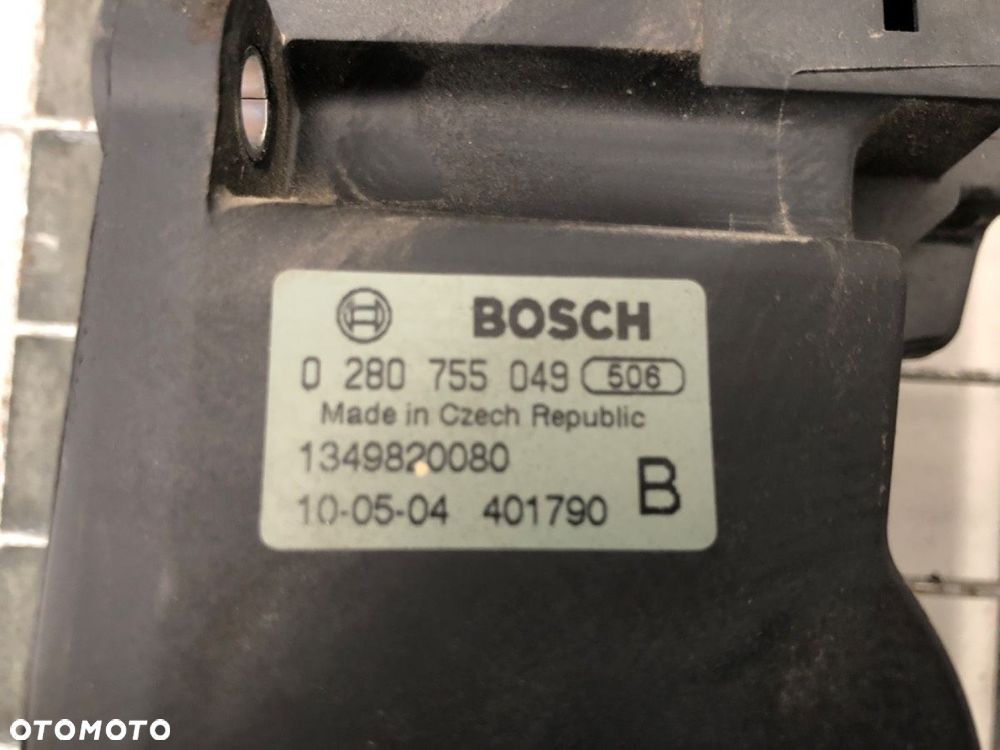 BOSCH
0 280 755 049 506
Made in Czech Republic
1349820080
10-05-04 401790 B
OTOMOTO